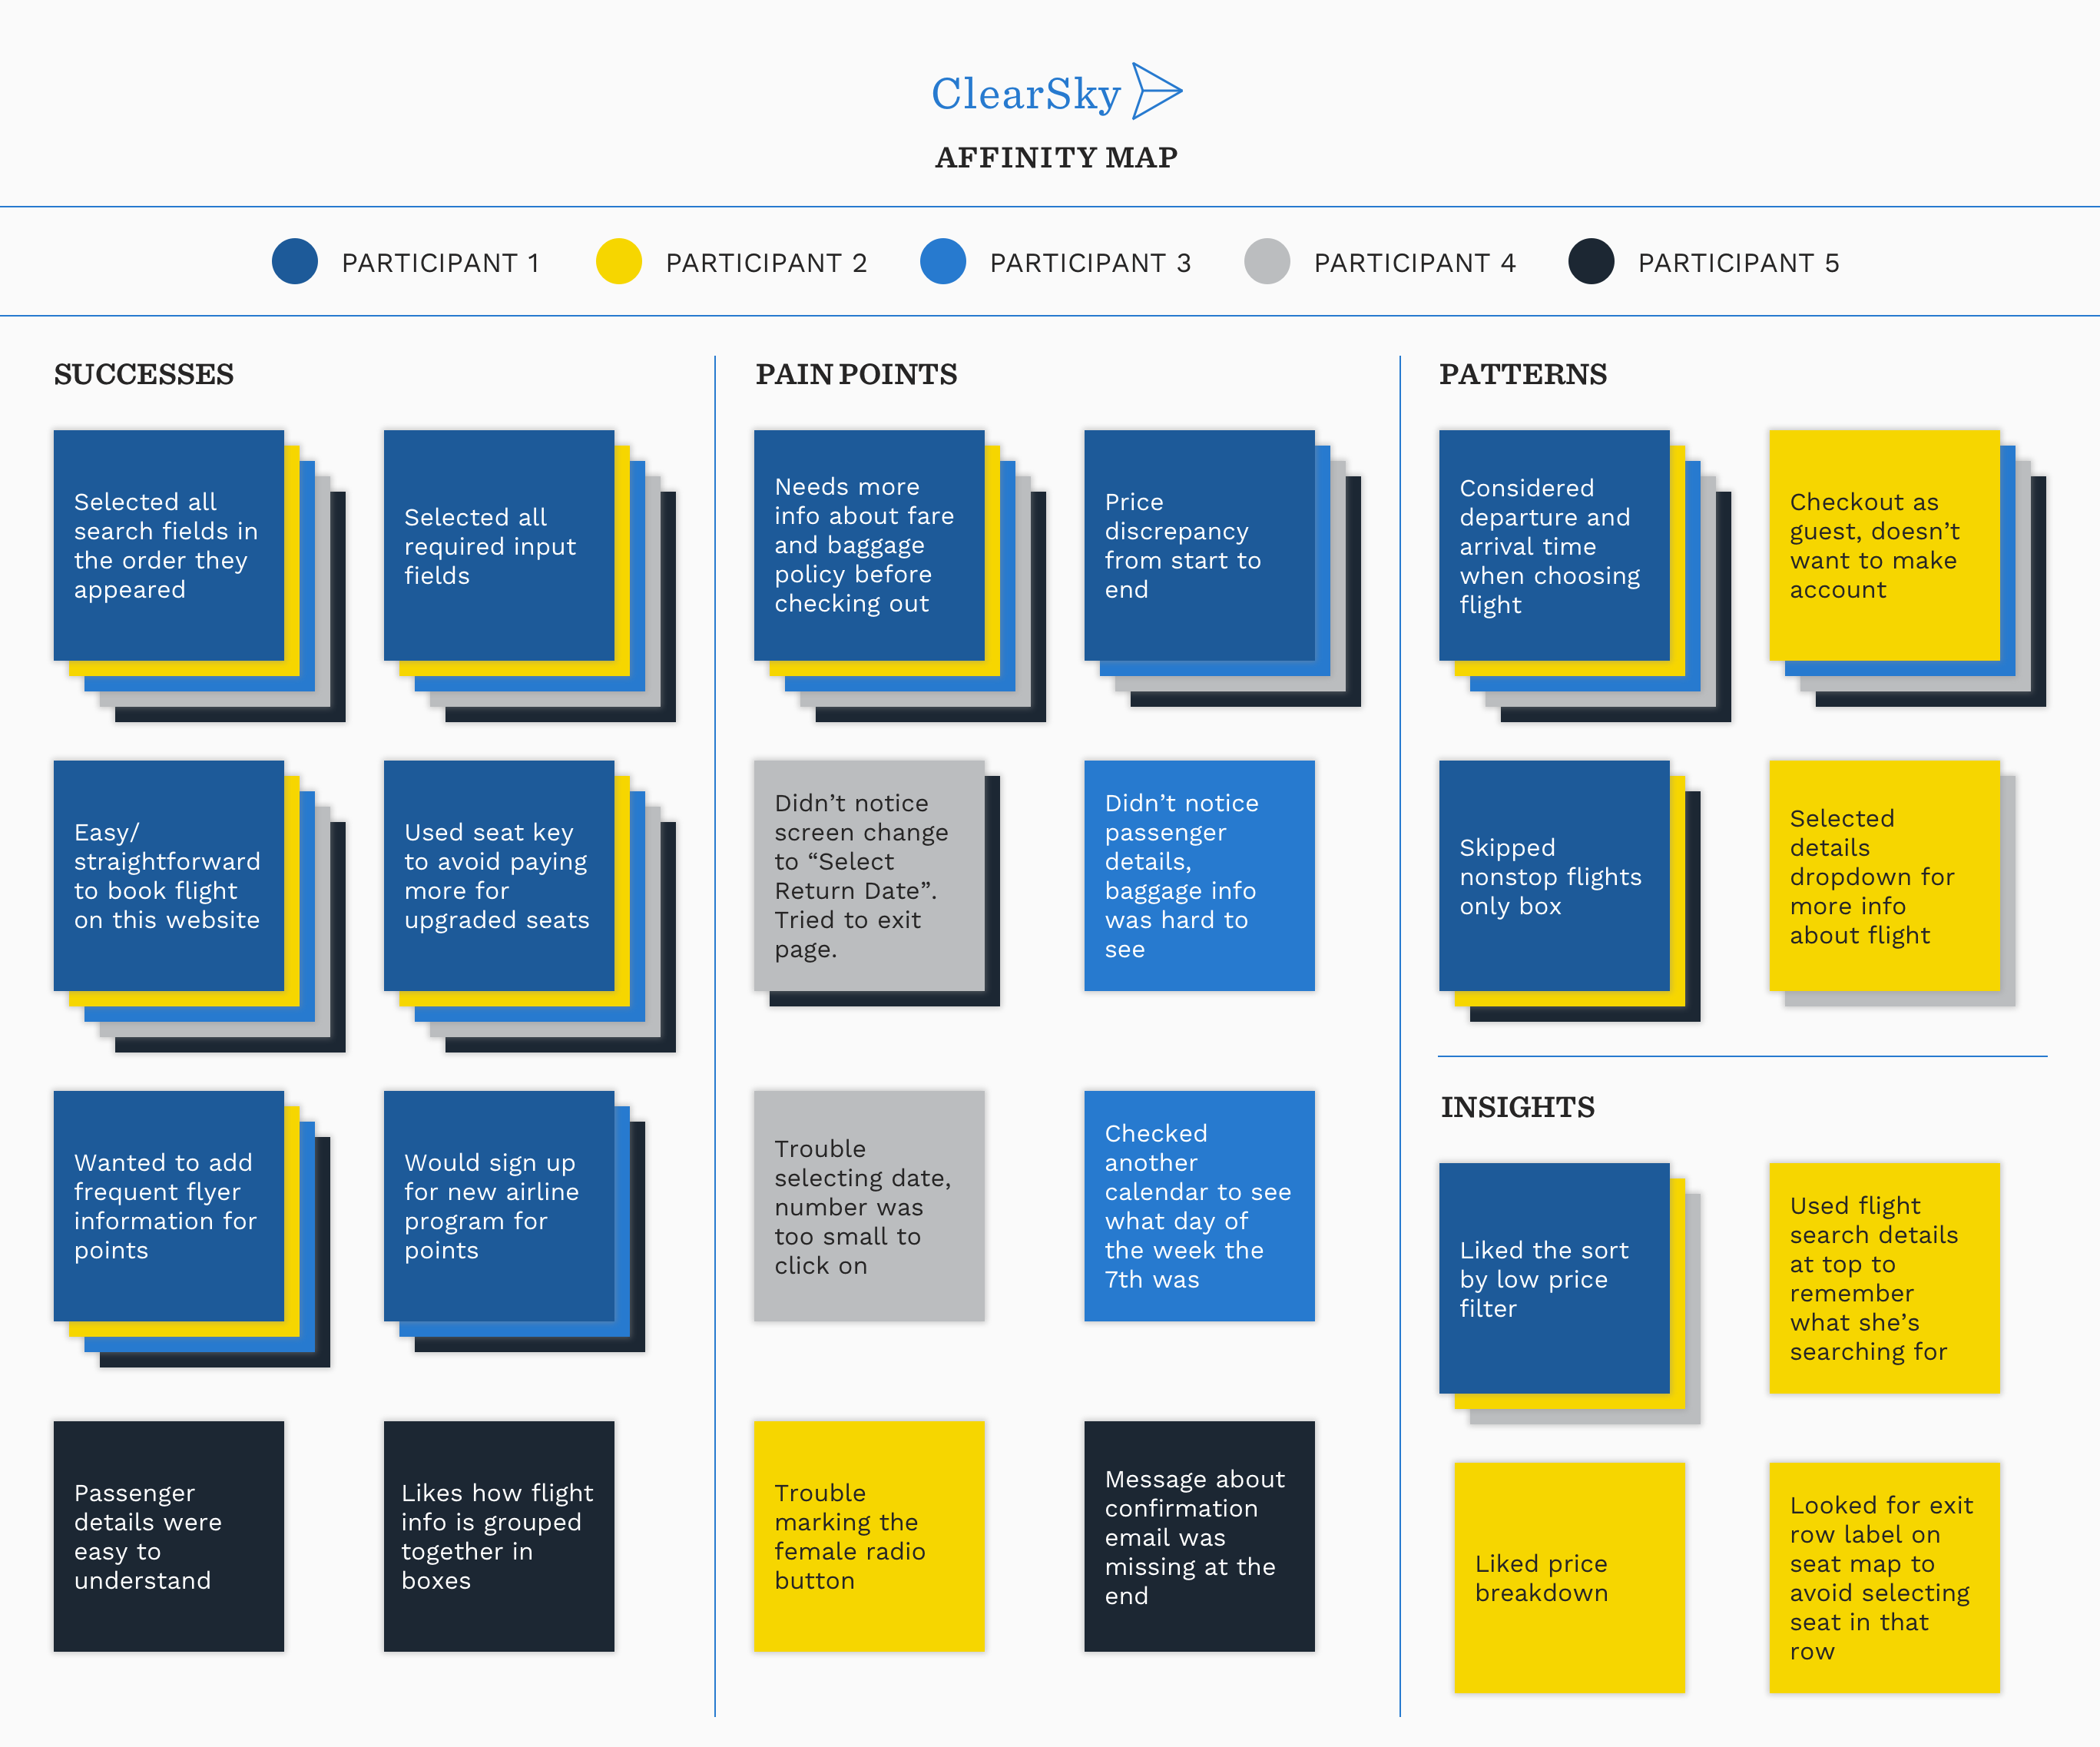 ClearSky
AFFINITY MAP
PARTICIPANT 1
PARTICIPANT 2
PARTICIPANT 3
PARTICIPANT 4
PARTICIPANT 5
SUCCESSES
Selected all
search fields in
the order they
appeared
Selected all
required input
fields
Easy/
straightforward
to book flight
on this website
Used seat key
to avoid paying
more for
upgraded seats
Wanted to add
frequent flyer
information for
points
Would sign up
for new airline
program for
points
Passenger
details were
easy to
understand
Likes how flight
info is grouped
together in
boxes
PAIN POINTS
Needs more
info about fare
and baggage
policy before
checking out
Price
discrepancy
from start to
end
Didn’t notice
screen change
to “Select
Return Date”.
Tried to exit
page.
Didn’t notice
passenger
details,
baggage info
was hard to
see
Trouble
selecting date,
number was
too small to
click on
Checked
another
calendar to see
what day of
the week the
7th was
Trouble
marking the
female radio
button
Message about
confirmation
email was
missing at the
end
PATTERNS
Considered
departure and
arrival time
when choosing
flight
Checkout as
guest, doesn’t
want to make
account
Skipped
nonstop flights
only box
Selected
details
dropdown for
more info
about flight
INSIGHTS
Liked the sort
by low price
filter
Used flight
search details
at top to
remember
what she’s
searching for
Liked price
breakdown
Looked for exit
row label on
seat map to
avoid selecting
seat in that
row